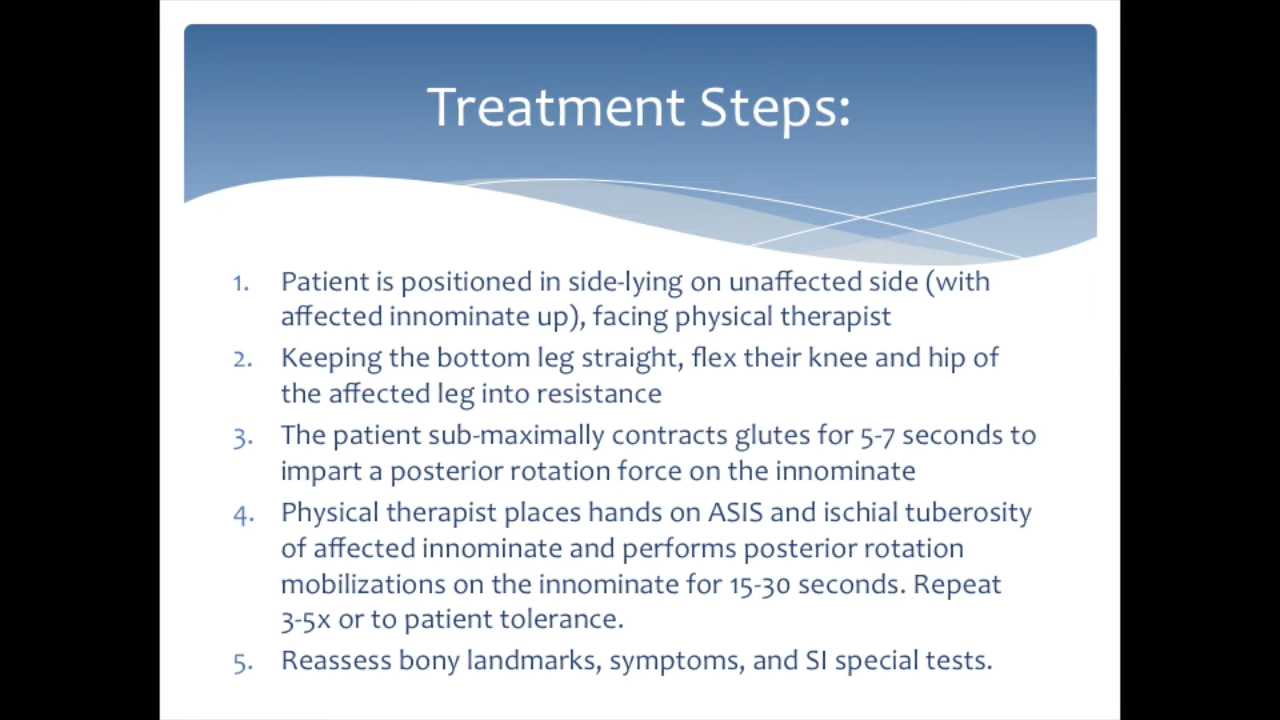 Treatment Steps:
1. Patient is positioned in side-lying on unaffected side (with
affected innominate up), facing physical therapist
2. Keeping the bottom leg straight, flex their knee and hip of
the affected leg into resistance
3. The patient sub-maximally contracts glutes for 5-7 seconds to
impart a posterior rotation force on the innominate
4. Physical therapist places hands on ASIS and ischial tuberosity
of affected innominate and performs posterior rotation
mobilizations on the innominate for 15-30 seconds. Repeat
3-5x or to patient tolerance.
5. Reassess bony landmarks, symptoms, and SI special tests.